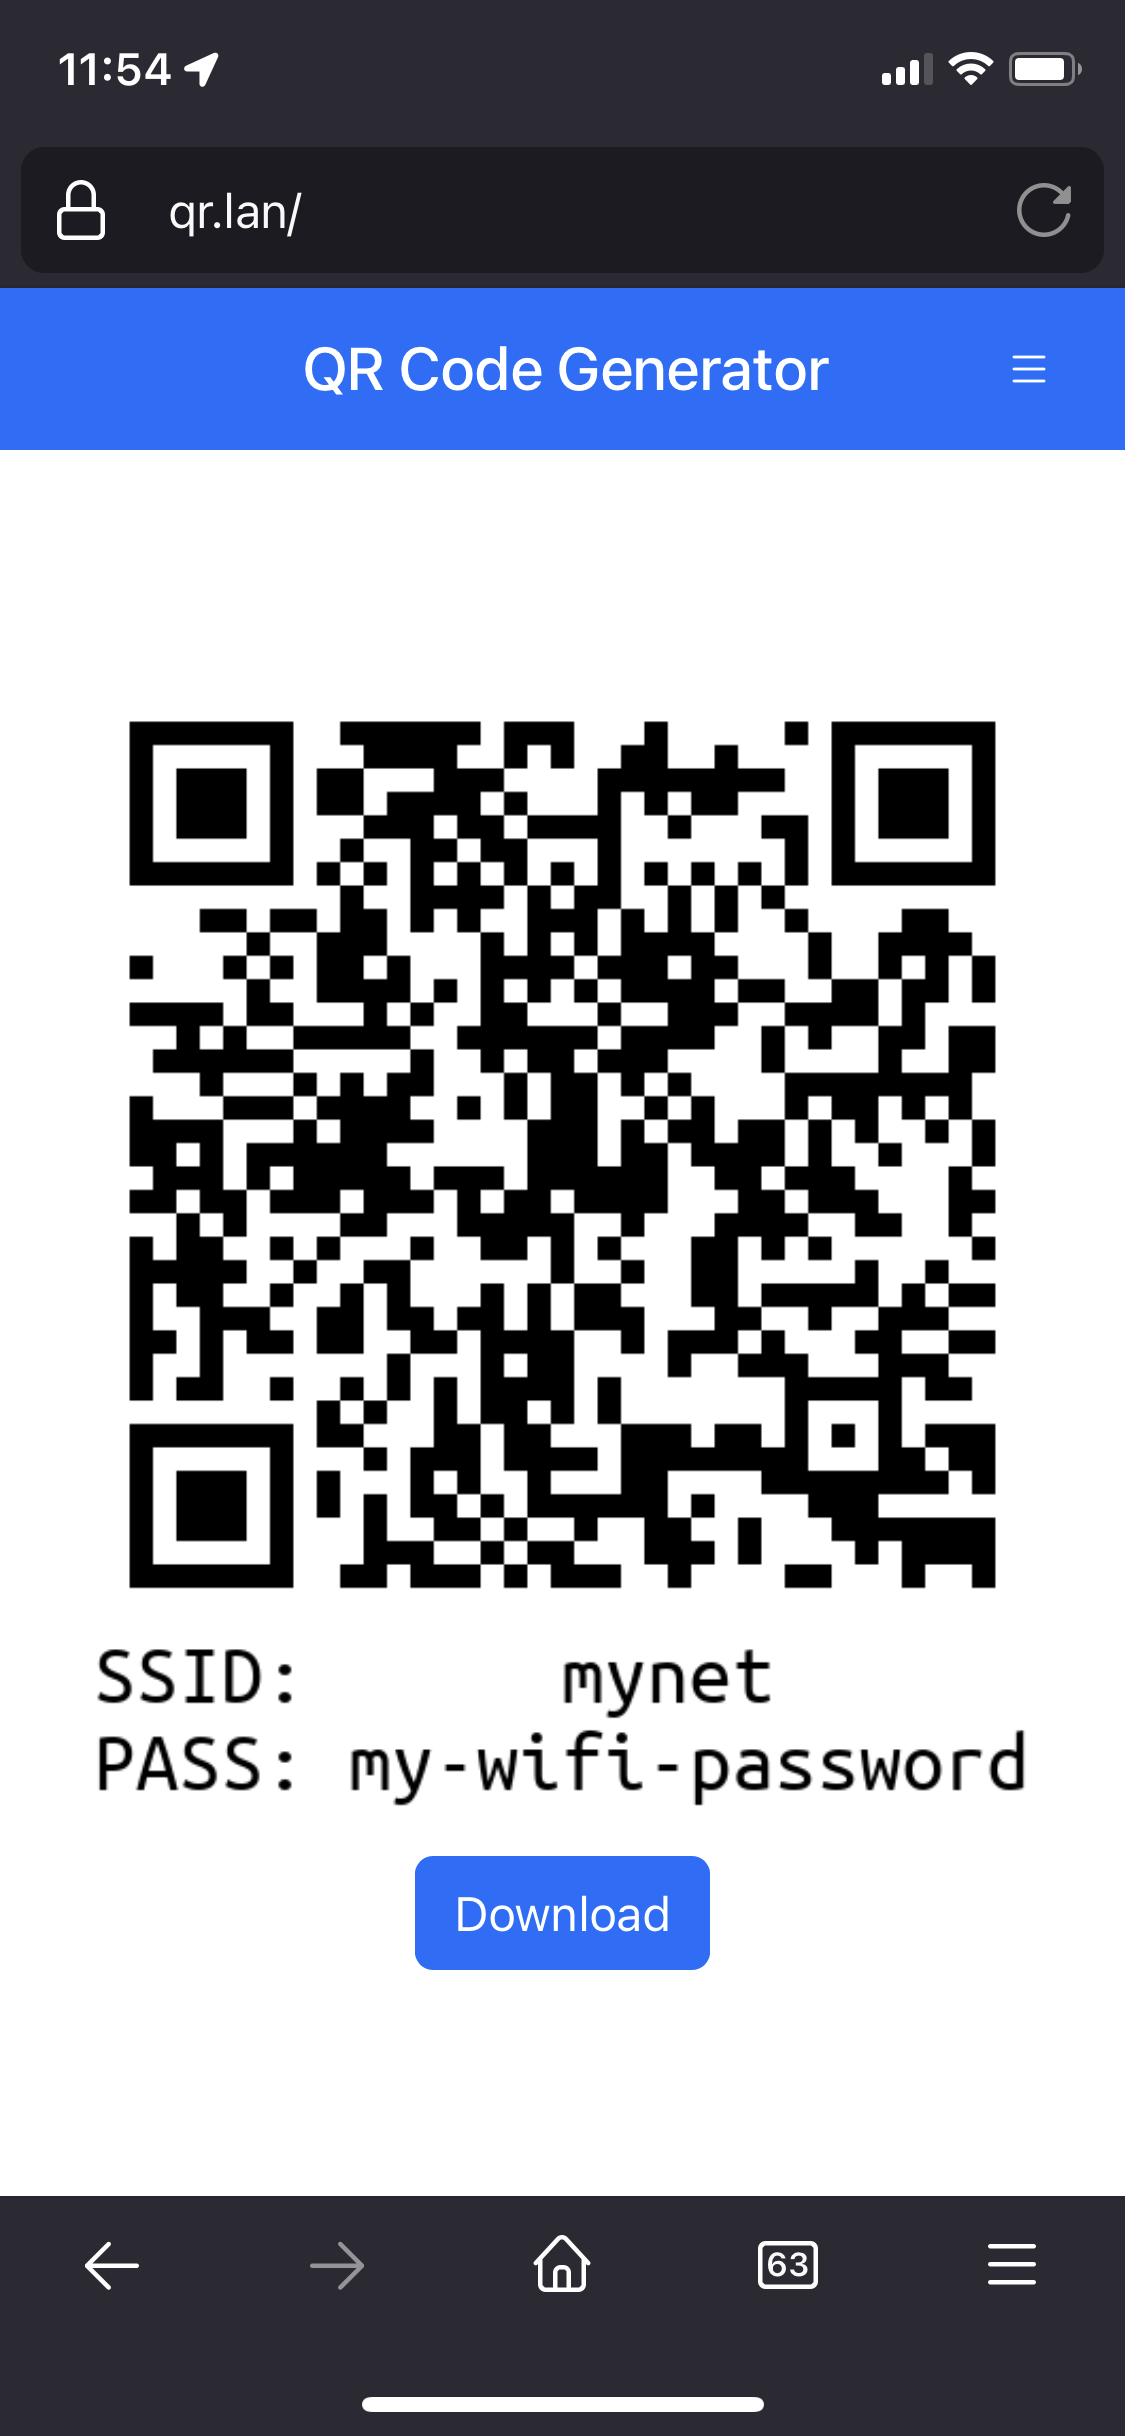 11:54
qr.lan/
QR Code Generator
SSID: mynet
PASS: my-wifi-password
Download
63